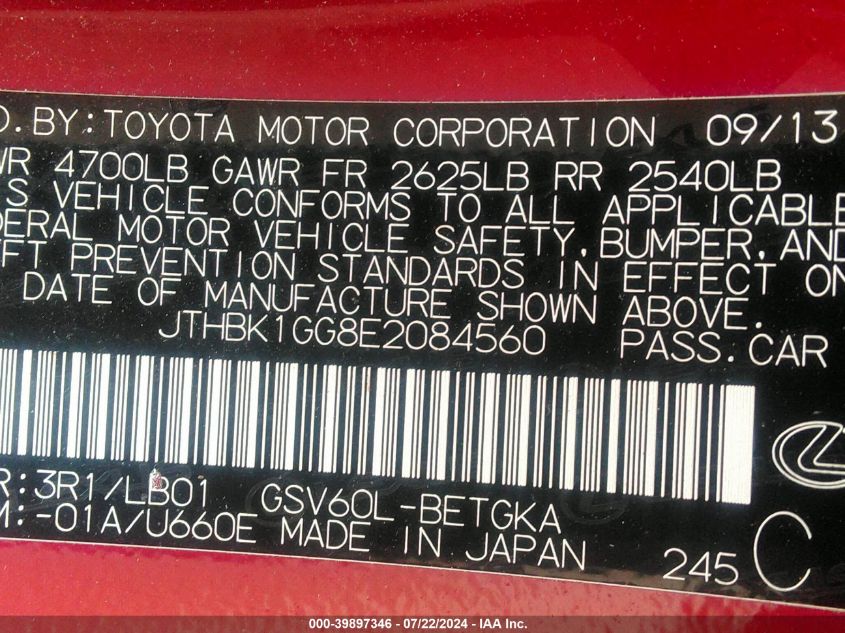 D. BY: TOYOTA MOTOR CORPORATION 09/13
WR 4700LB GAWR FR 2625LB RR 2540LB
S VEHICLE CONFORMS TO ALL APPLICABLE
DERAL MOTOR VEHICLE SAFETY, BUMPER, AND
FT PREVENTION STANDARDS IN EFFECT ON
DATE OF MANUFACTURE SHOWN ABOVE.
JTHBK1GG8E2084560 PASS. CAR
R: 3R1/LB01 GSV60L-BETGKA
M: -01A/U660E MADE IN JAPAN 245 C
000-39897346 - 07/22/2024 - IAA Inc.